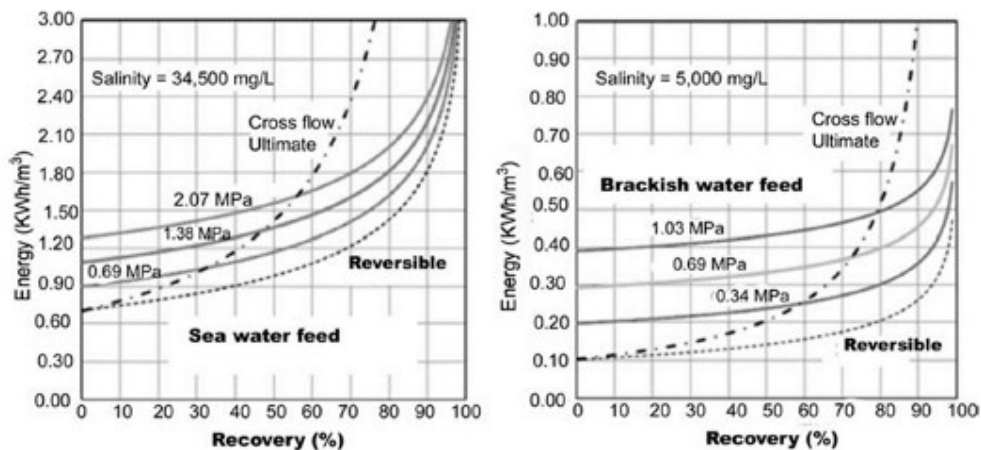 3.00
2.70
2.40
2.10
1.80
1.50
1.20
0.90
0.60
0.30
0.00
Energy (KWh/m³)
Salinity = 34,500 mg/L
Cross flow
Ultimate
2.07 MPa
1.38 MPa
0.69 MPa
Reversible
Sea water feed
0 10 20 30 40 50 60 70 80 90 100
Recovery (%)
1.00
0.90
0.80
0.70
0.60
0.50
0.40
0.30
0.20
0.10
0.00
Energy (KWh/m³)
Salinity = 5,000 mg/L
Cross flow
Ultimate
Brackish water feed
1.03 MPa
0.69 MPa
0.34 MPa
Reversible
0 10 20 30 40 50 60 70 80 90 100
Recovery (%)